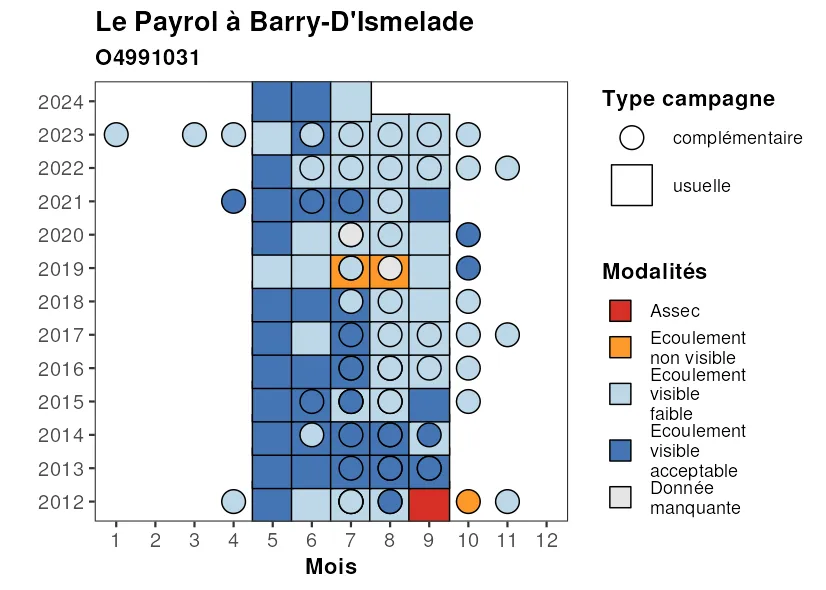 Le Payrol à Barry-D'Ismelade
O4991031
2024
2023
2022
2021
2020
2019
2018
2017
2016
2015
2014
2013
2012
1 2 3 4 5 6 7 8 9 10 11 12
Mois
Type campagne
complémentaire
usuelle
Modalités
Assec
Ecoulement
non visible
Ecoulement
visible
faible
Ecoulement
visible
acceptable
Donnée
manquante